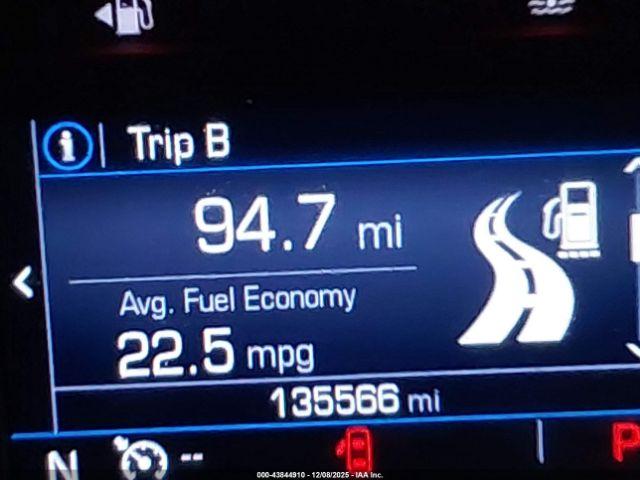 Trip B
94.7 mi
Avg. Fuel Economy
22.5 mpg
135566 mi
N -- P
000-43844910 - 12/08/2025 - IAA Inc.